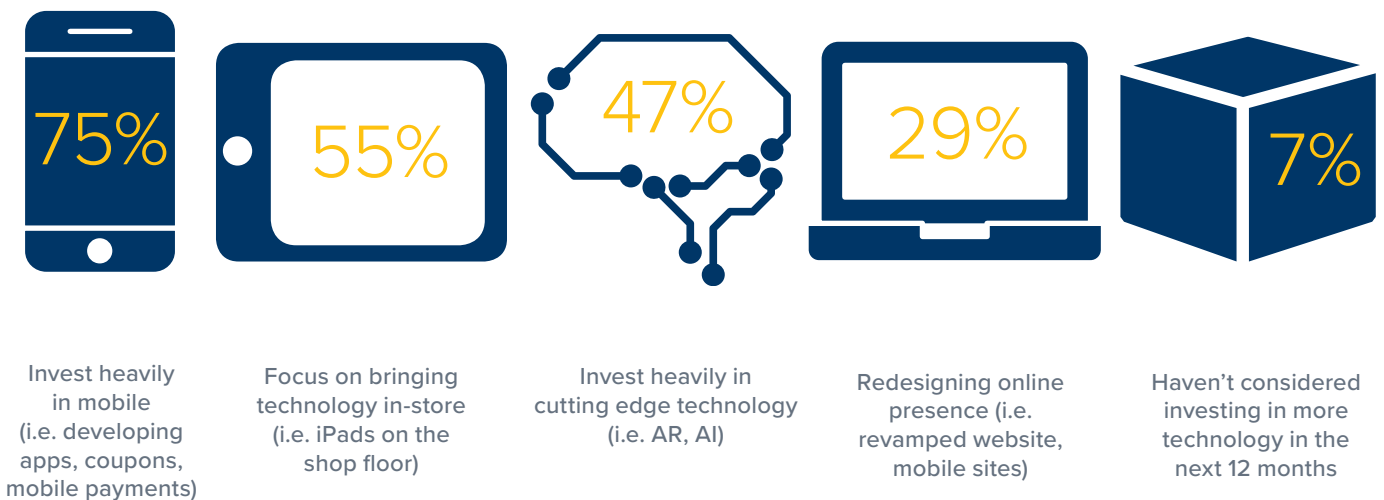 75%
55%
47%
29%
7%
Invest heavily
in mobile
(i.e. developing
apps, coupons,
mobile payments)
Focus on bringing
technology in-store
(i.e. iPads on the
shop floor)
Invest heavily in
cutting edge technology
(i.e. AR, AI)
Redesigning online
presence (i.e.
revamped website,
mobile sites)
Haven’t considered
investing in more
technology in the
next 12 months